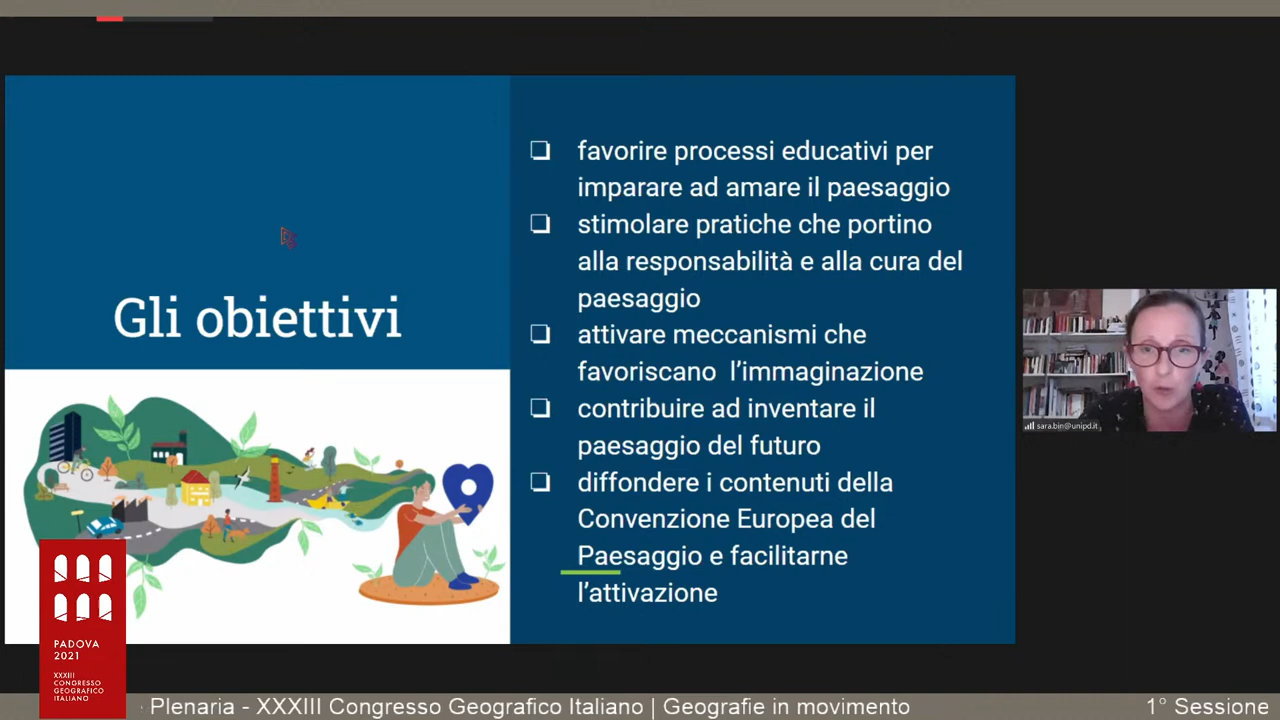 Gli obiettivi
❏ favorire processi educativi per
imparare ad amare il paesaggio
❏ stimolare pratiche che portino
alla responsabilità e alla cura del
paesaggio
❏ attivare meccanismi che
favoriscano l'immaginazione
❏ contribuire ad inventare il
paesaggio del futuro
❏ diffondere i contenuti della
Convenzione Europea del
Paesaggio e facilitarne
l'attivazione
sara.bin@unipd.it
PADOVA
2021
XXXIII
CONGRESSO
GEOGRAFICO
ITALIANO
Plenaria - XXXIII Congresso Geografico Italiano | Geografie in movimento
1° Sessione